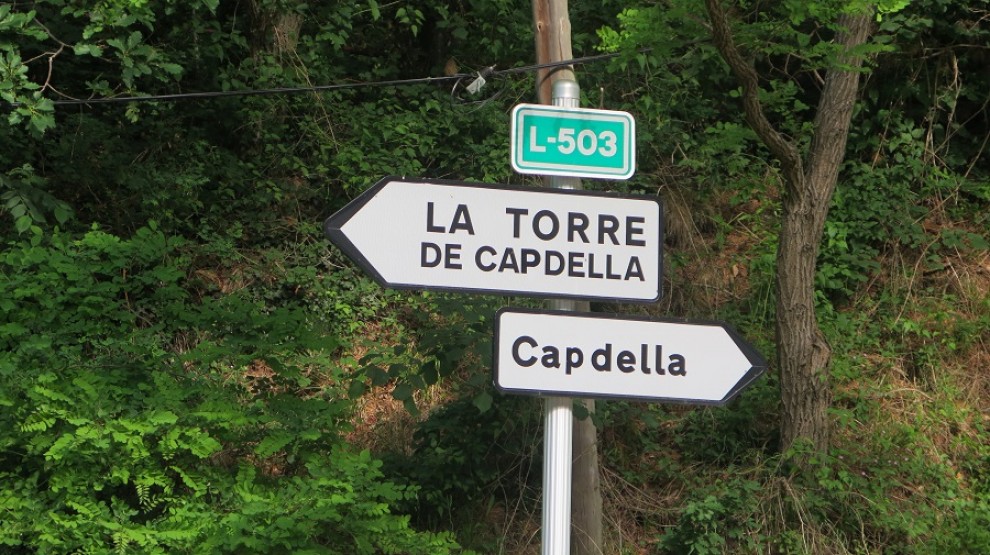 L-503
LA TORRE
DE CAPDELLA
Capdella